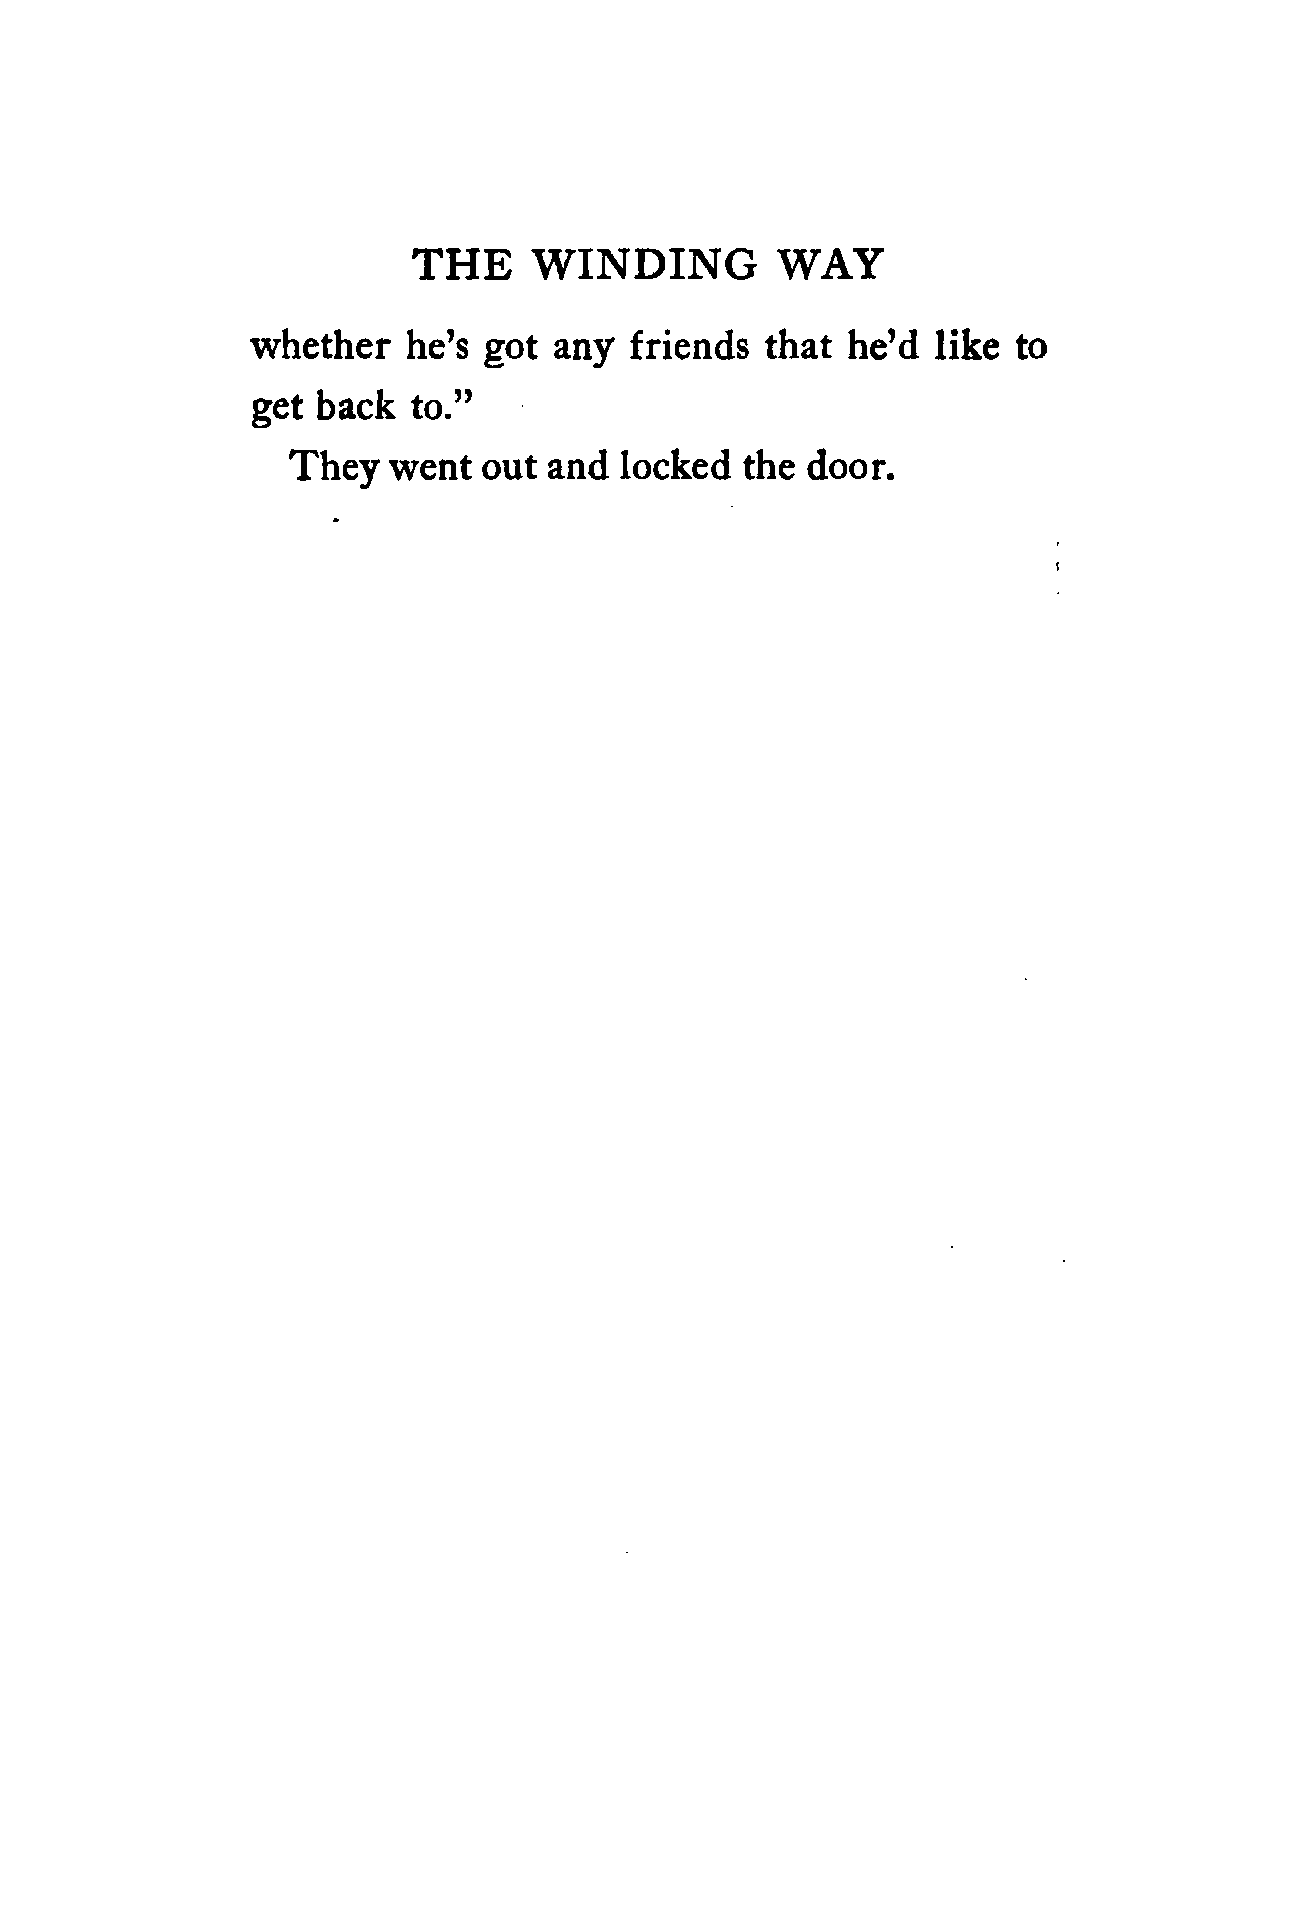 THE WINDING WAY
whether he's got any friends that he'd like to
get back to."
They went out and locked the door.